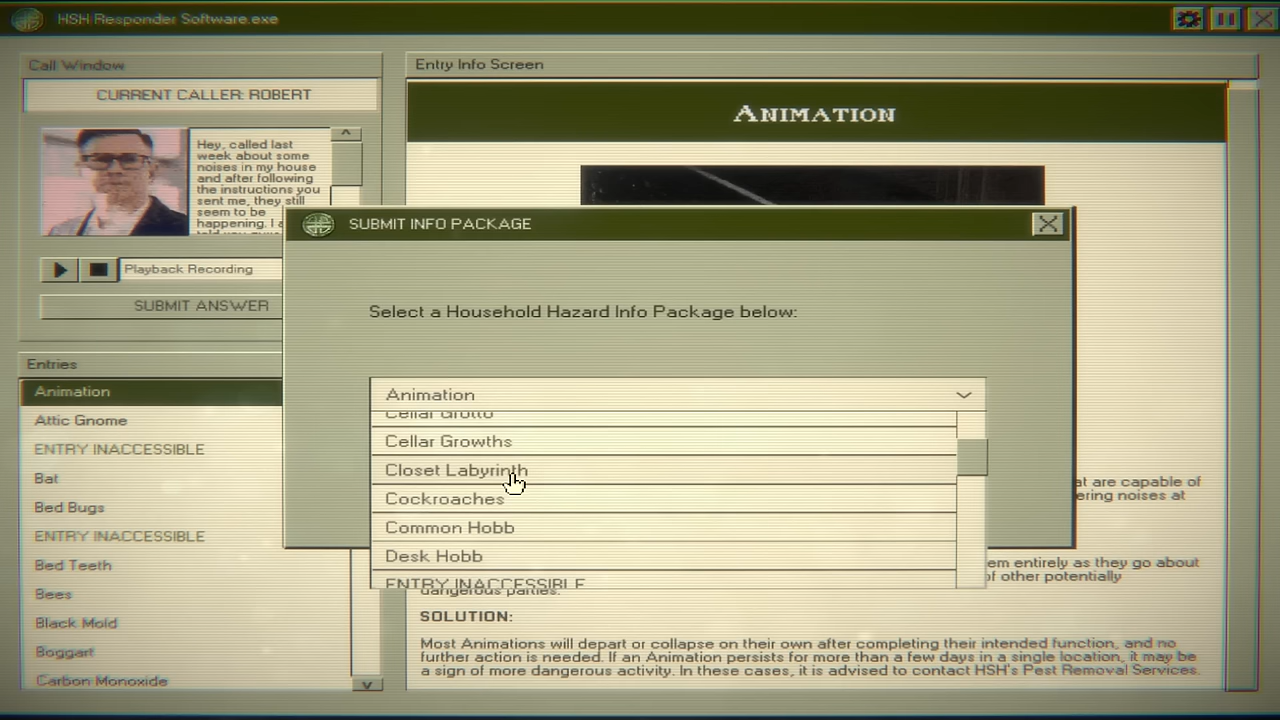 HSH Responder Software.exe
Call Window
CURRENT CALLER: ROBERT
Hey, called last
week about some
noises in my house
and after following
the instructions you
sent me, they still
seem to be
happening. I
Playback Recording
SUBMIT ANSWER
Entries
Animation
Attic Gnome
ENTRY INACCESSIBLE
Bat
Bed Bugs
ENTRY INACCESSIBLE
Bed Teeth
Bees
Black Mold
Boggart
Carbon Monoxide
Entry Info Screen
ANIMATION
SUBMIT INFO PACKAGE
Select a Household Hazard Info Package below:
Animation
Cellar Grotto
Cellar Growths
Closet Labyrinth
Cockroaches
Common Hobb
Desk Hobb
ENTRY INACCESSIBLE
at are capable of
ering noises at
em entirely as they go about
of other potentially
dangerous parties.
SOLUTION:
Most Animations will depart or collapse on their own after completing their intended function, and no
further action is needed. If an Animation persists for more than a few days in a single location, it may be
a sign of more dangerous activity. In these cases, it is advised to contact HSH's Pest Removal Services.